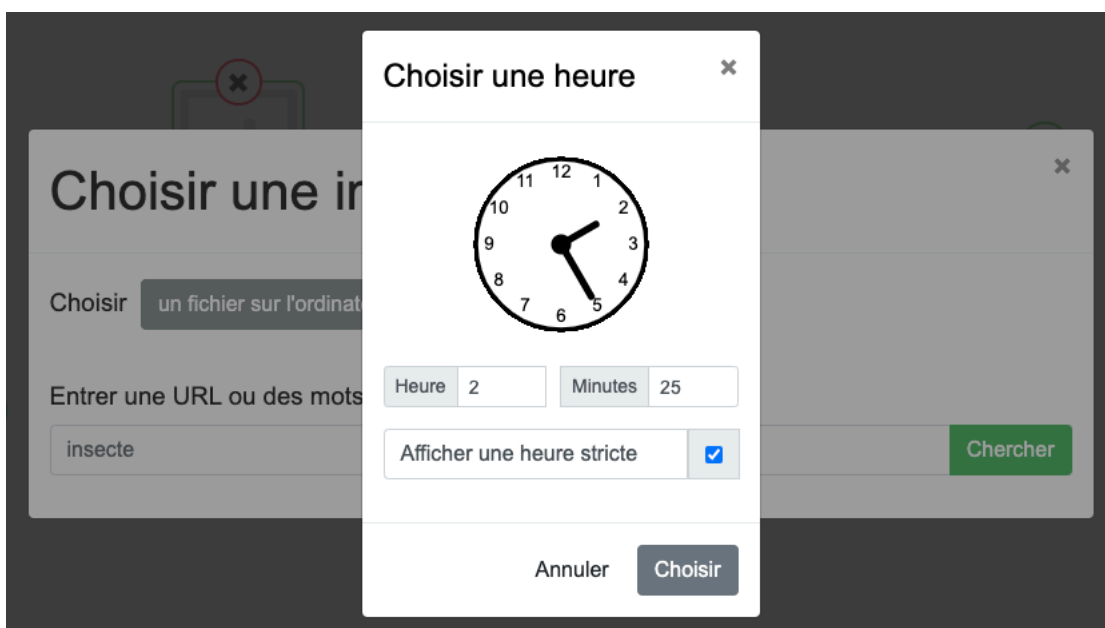 Choisir une heure
×
12
11
1
10
2
9
3
8
4
7
5
6
Heure 2 Minutes 25
Afficher une heure stricte
Annuler Choisir
Choisir une
×
Choisir un fichier sur
Entrer une URL ou des mots
insecte Chercher